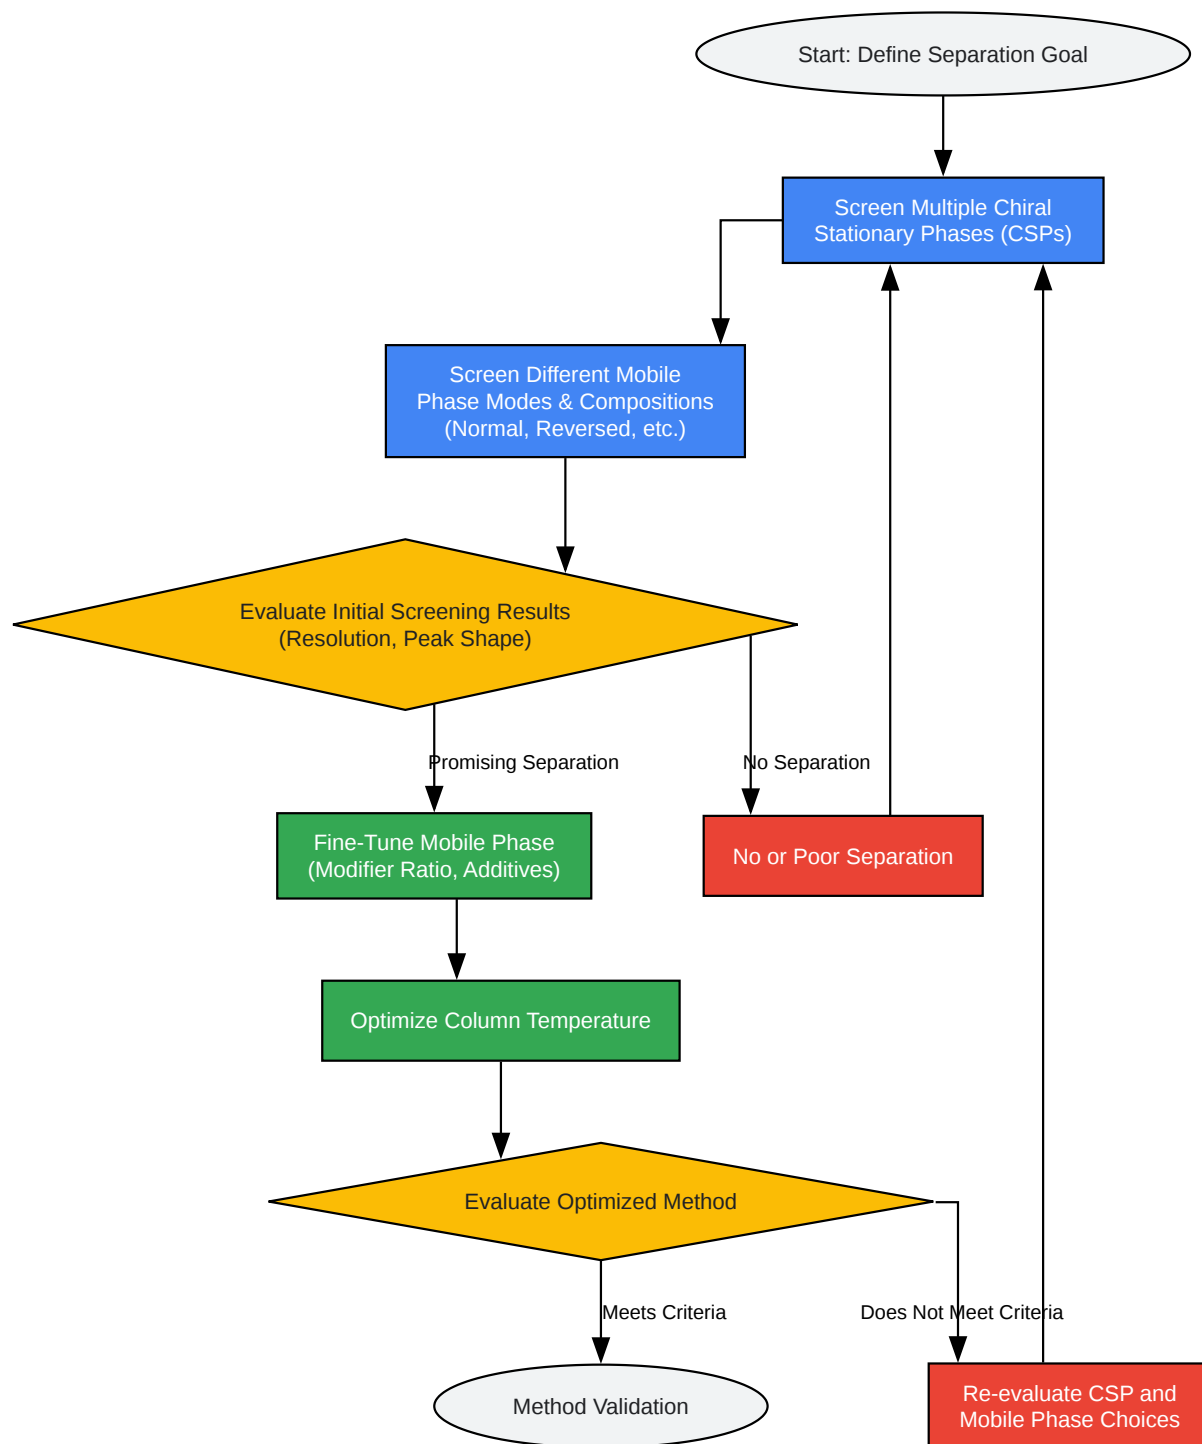 Start: Define Separation Goal
Screen Multiple Chiral
Stationary Phases (CSPs)
Screen Different Mobile
Phase Modes & Compositions
(Normal, Reversed, etc.)
Evaluate Initial Screening Results
(Resolution, Peak Shape)
Promising Separation
No Separation
Fine-Tune Mobile Phase
(Modifier Ratio, Additives)
No or Poor Separation
Optimize Column Temperature
Evaluate Optimized Method
Meets Criteria
Does Not Meet Criteria
Method Validation
Re-evaluate CSP and
Mobile Phase Choices